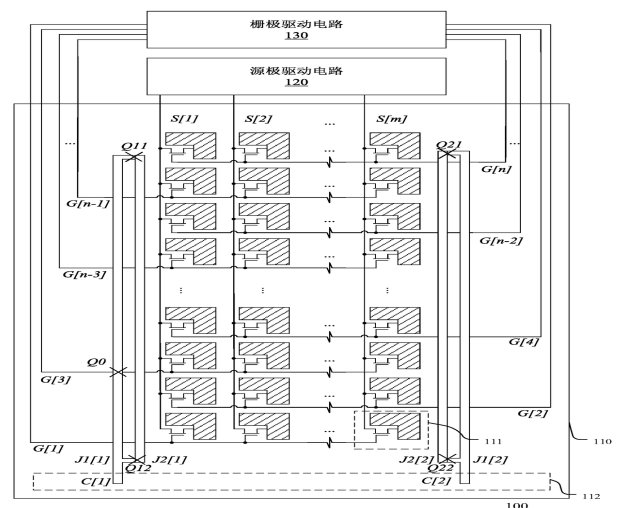 栅极驱动电路
130
源极驱动电路
120
S[1] S[2] ... S[m]
... Q11 ... Q21 ...
G[n]
G[n-1]
... G[n-2]
G[n-3] ...
... ... ... ...
...
G[4]
Q0
G[3] ...
G[2]
...
G[1] 111 110
J1[1] Q12 J2[1] J2[2] Q22 J1[2]
C[1] C[2]
112
100